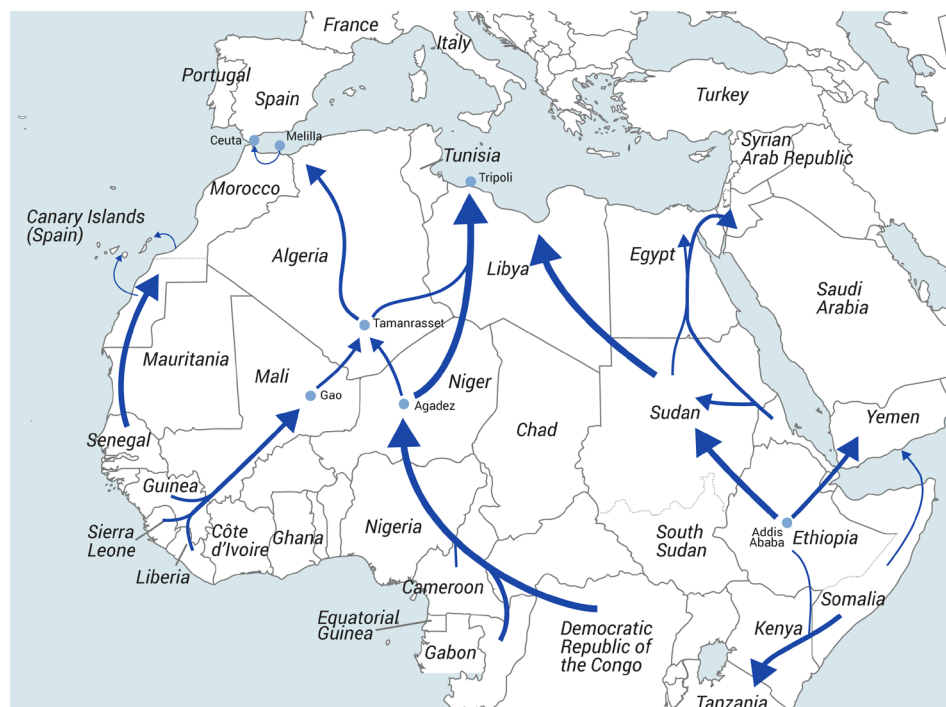 France
Italy
Portugal
Spain
Turkey
Ceuta
Melilla
Syrian
Arab Republic
Tunisia
Tripoli
Morocco
Canary Islands
(Spain)
Algeria
Libya
Egypt
Saudi
Arabia
Tamanrasset
Mauritania
Mali
Niger
Gao
Agadez
Sudan
Yemen
Chad
Senegal
Guinea
Sierra
Leone
Côte
d'Ivoire
Ghana
Nigeria
South
Sudan
Addis
Ababa
Ethiopia
Liberia
Cameroon
Somalia
Equatorial
Guinea
Democratic
Republic of
the Congo
Kenya
Gabon
Tanzania